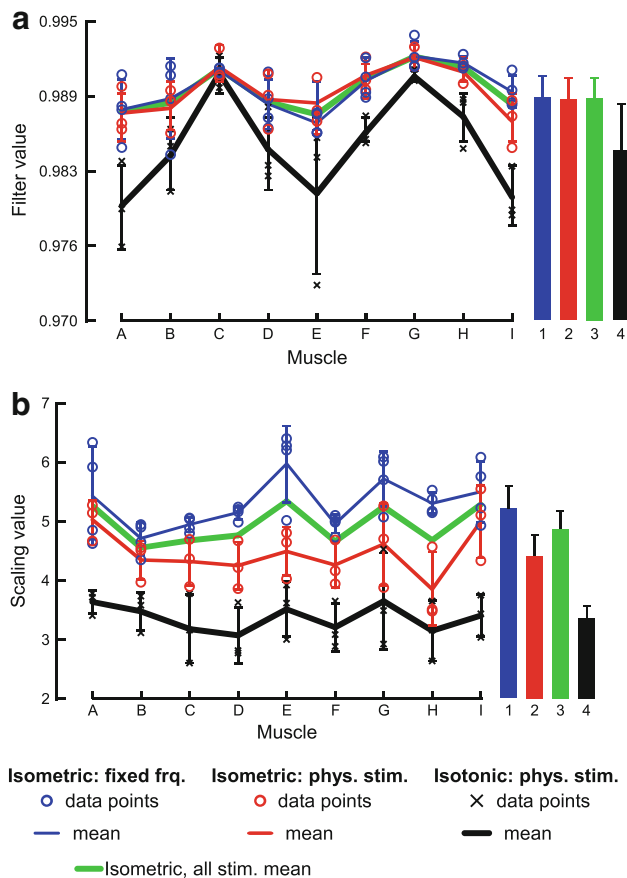 a
0.995
0.989
0.983
0.976
0.970
Filter value
A B C D E F G H I
Muscle
1 2 3 4
b
7
6
5
4
3
2
Scaling value
A B C D E F G H I
Muscle
1 2 3 4
Isometric: fixed frq. Isometric: phys. stim. Isotonic: phys. stim.
data points data points data points
mean mean mean
Isometric, all stim. mean